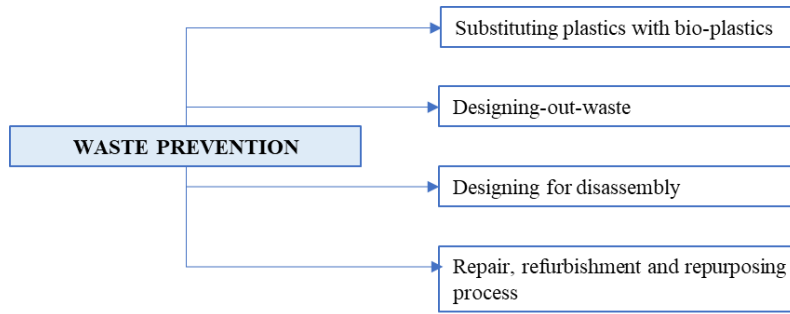 Substituting plastics with bio-plastics
Designing-out-waste
WASTE PREVENTION
Designing for disassembly
Repair, refurbishment and repurposing
process